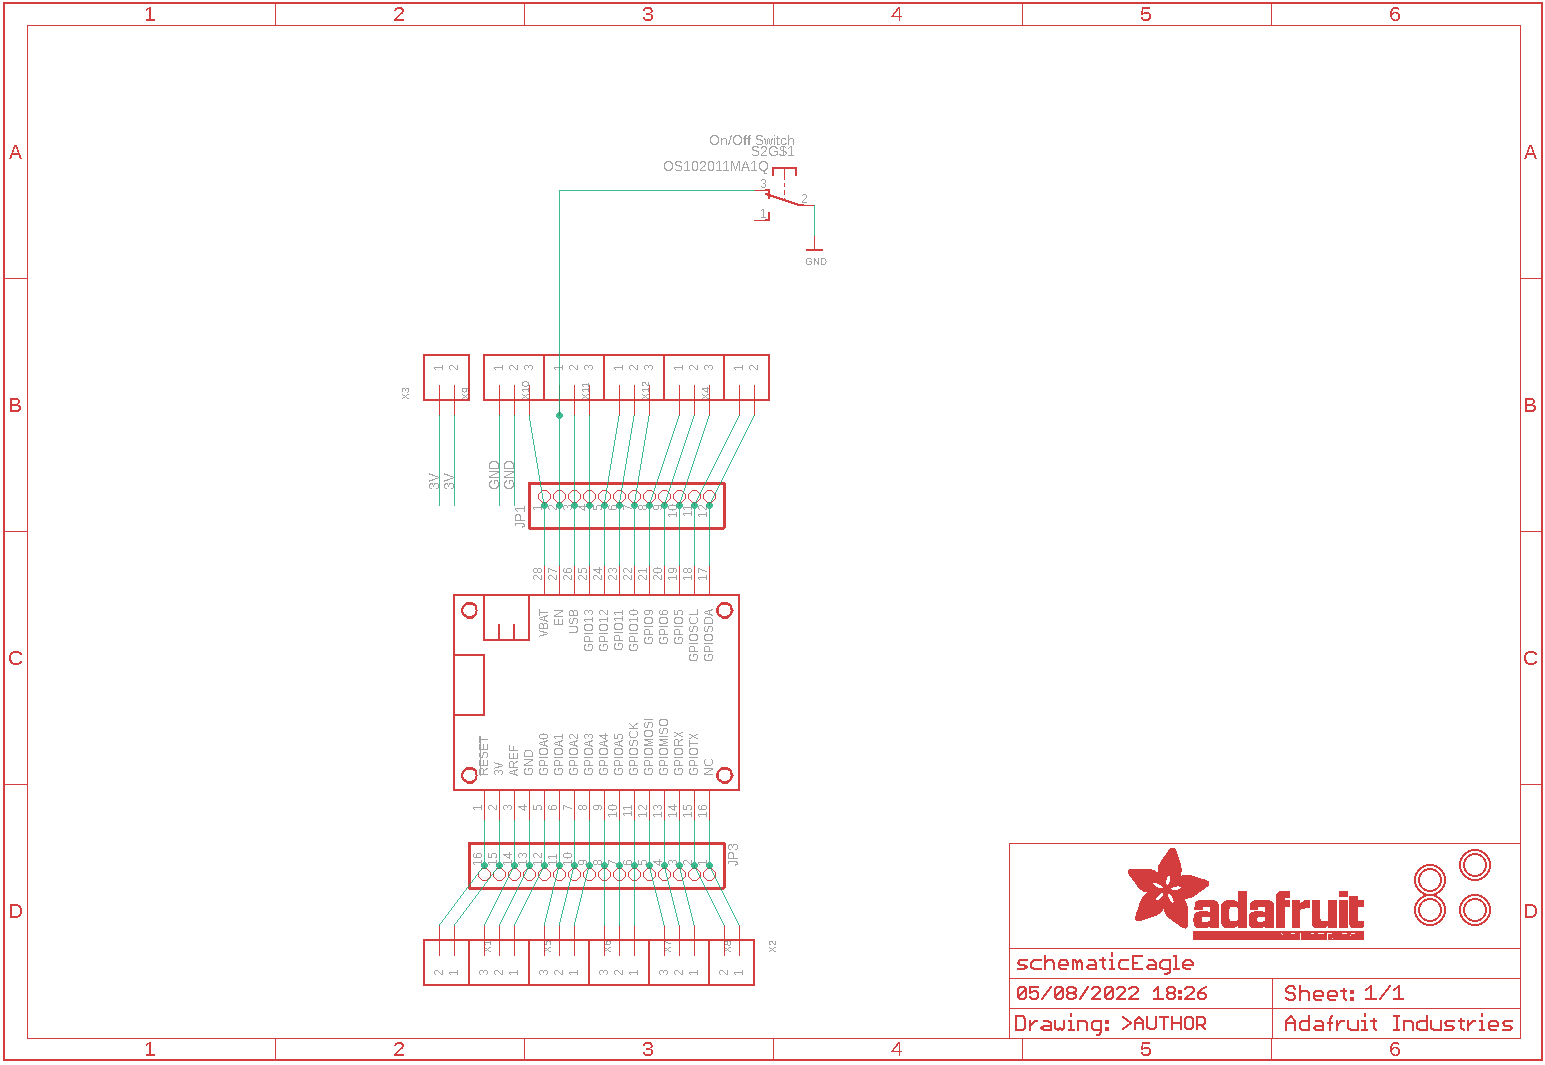 1 2 3 4 5 6
A A
On/Off Switch
S2G$1
OS102011MA1Q
3
2
1
GND
B B
1 2 1 2 3 1 2 3 1 2 3 1 2 3 1 2
X3 X9 X10 X11 X12 X4
3V 3V GND GND
JP1
1 2 3 4 5 6 7 8 9 10 11 12
28 27 26 25 24 23 22 21 20 19 18 17
VBAT EN USB GPIO13 GPIO12 GPIO11 GPIO10 GPIO9 GPIO6 GPIO5 GPIOSCL GPIOSDA
C C
RESET 3V AREF GND GPIOA0 GPIOA1 GPIOA2 GPIOA3 GPIOA4 GPIOA5 GPIOSCK GPIOMOSI GPIOMISO GPIORX GPIOTX NC
1 2 3 4 5 6 7 8 9 10 11 12 13 14 15 16
16 15 14 13 12 11 10 9 8 7 6 5 4 3 2 1
JP3
D D
X1 X5 X6 X7 X8 X2
2 1 3 2 1 3 2 1 3 2 1 3 2 1 2 1
adafruit
schematicEagle
05/08/2022 18:26 Sheet: 1/1
Drawing: >AUTHOR Adafruit Industries
1 2 3 4 5 6